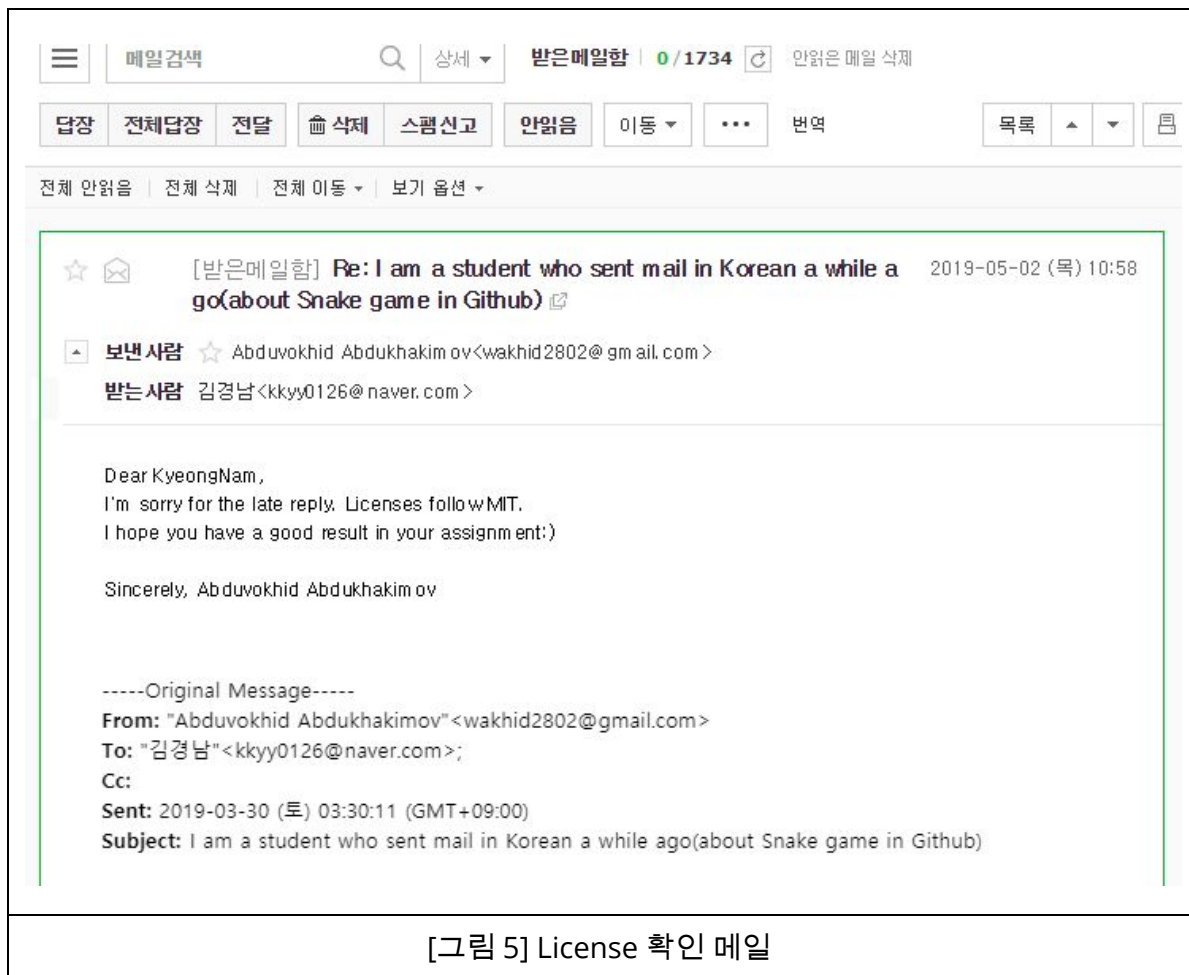 메일검색 상세 받은메일함 0/1734 안읽은 메일 삭제
답장 전체답장 전달 삭제 스팸신고 안읽음 이동 ••• 번역 목록
전체 안읽음 전체 삭제 전체 이동 보기 옵션
[받은메일함] Re: I am a student who sent mail in Korean a while a 2019-05-02 (목) 10:58
go(about Snake game in Github)
보낸사람 Abduvokhid Abdukhakimov<wakhid2802@gmail.com>
받는사람 김경남<kkyy0126@naver.com>
Dear KyeongNam,
I'm sorry for the late reply. Licenses follow MIT.
I hope you have a good result in your assignment:)
Sincerely, Abduvokhid Abdukhakimov
-----Original Message-----
From: "Abduvokhid Abdukhakimov"<wakhid2802@gmail.com>
To: "김경남"<kkyy0126@naver.com>;
Cc:
Sent: 2019-03-30 (토) 03:30:11 (GMT+09:00)
Subject: I am a student who sent mail in Korean a while ago(about Snake game in Github)
[그림 5] License 확인 메일